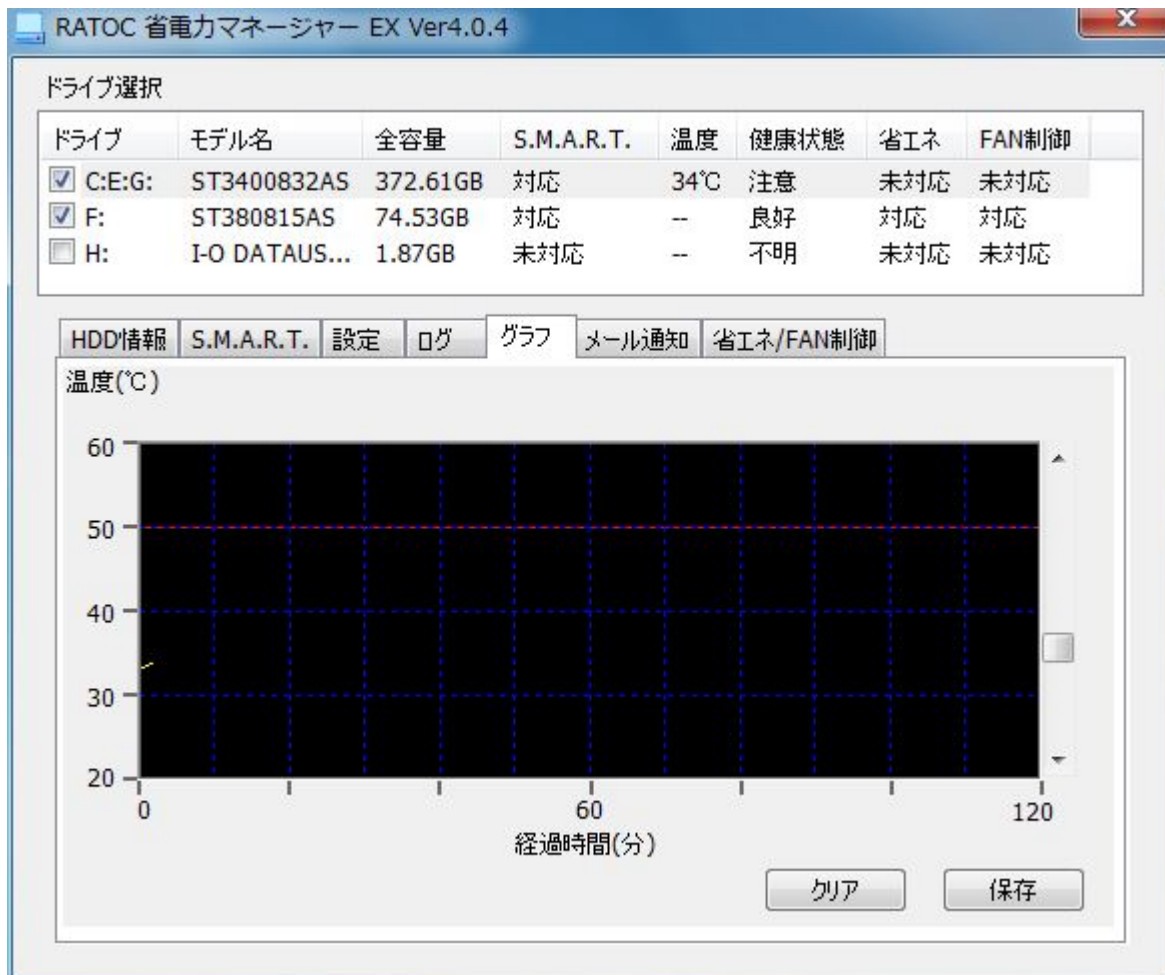 RATOC 省電力マネージャー EX Ver4.0.4
ドライブ選択
ドライブ モデル名 全容量 S.M.A.R.T. 温度 健康状態 省エネ FAN制御
C:E:G: ST3400832AS 372.61GB 対応 34℃ 注意 未対応 未対応
F: ST380815AS 74.53GB 対応 -- 良好 対応 対応
H: I-O DATAUS... 1.87GB 未対応 -- 不明 未対応 未対応
HDD情報 S.M.A.R.T. 設定 ログ グラフ メール通知 省エネ/FAN制御
温度(℃)
60
50
40
30
20
0 60 120
経過時間(分)
クリア 保存